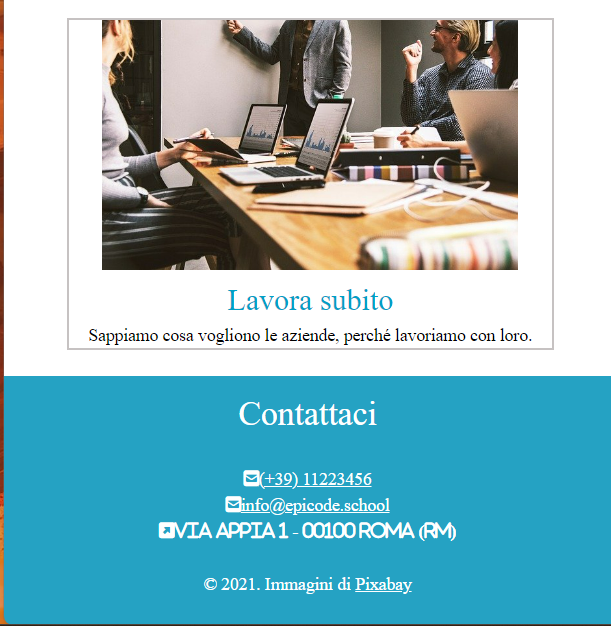 Lavora subito
Sappiamo cosa vogliono le aziende, perché lavoriamo con loro.
Contattaci
(+39) 11223456
info@epicode.school
VIA APPIA 1 - 00100 ROMA (RM)
© 2021. Immagini di Pixabay